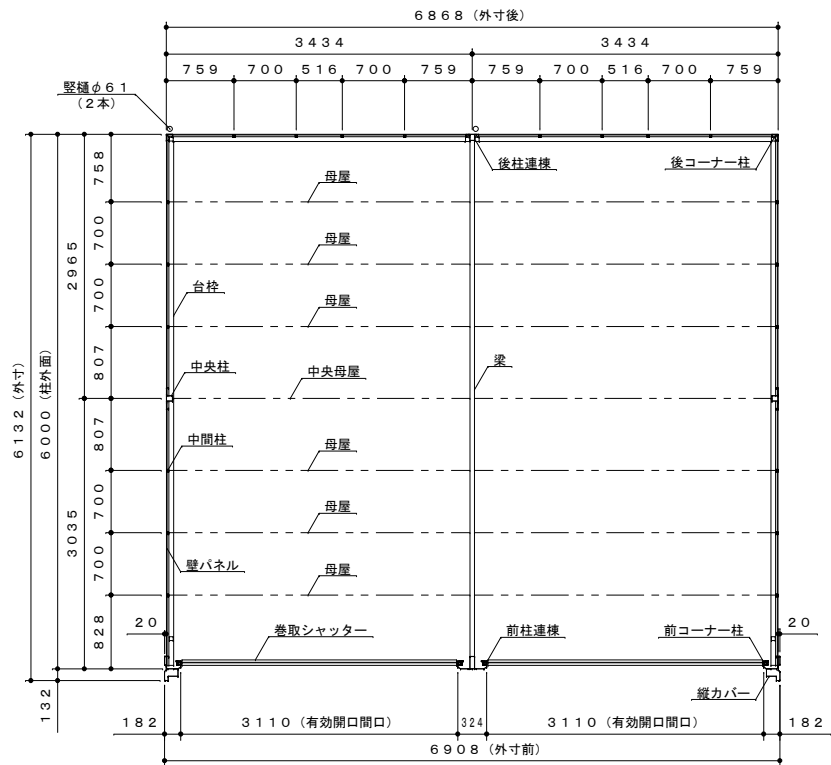 6868（外寸後）
3434 3434
759 700 516 700 759 759 700 516 700 759
竪樋φ61
（2本）
後柱連棟 後コーナー柱
758
母屋
700
母屋
2965
700
台枠 母屋
807
梁
中央柱 中央母屋
6132（外寸）
6000（柱外面）
807
中間柱 母屋
700
母屋
3035
700
壁パネル 母屋
828
20 巻取シャッター 前柱連棟 前コーナー柱 20
縦カバー
132
182 3110（有効開口間口） 324 3110（有効開口間口） 182
6908（外寸前）